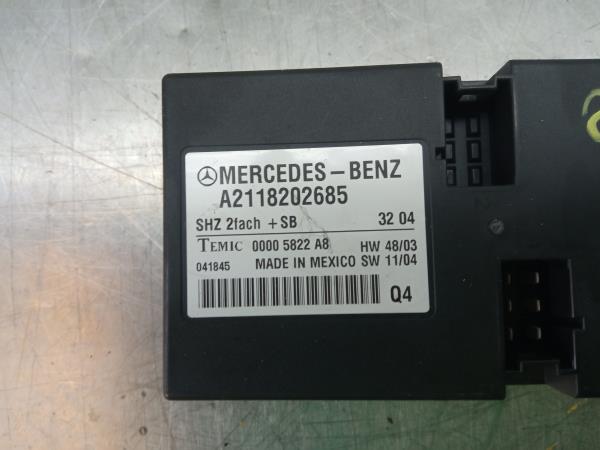 MERCEDES-BENZ
A2118202685
SHZ 2fach +SB 32 04
TEMIC 0000 5822 A8 HW 48/03
041845 MADE IN MEXICO SW 11/04
Q4